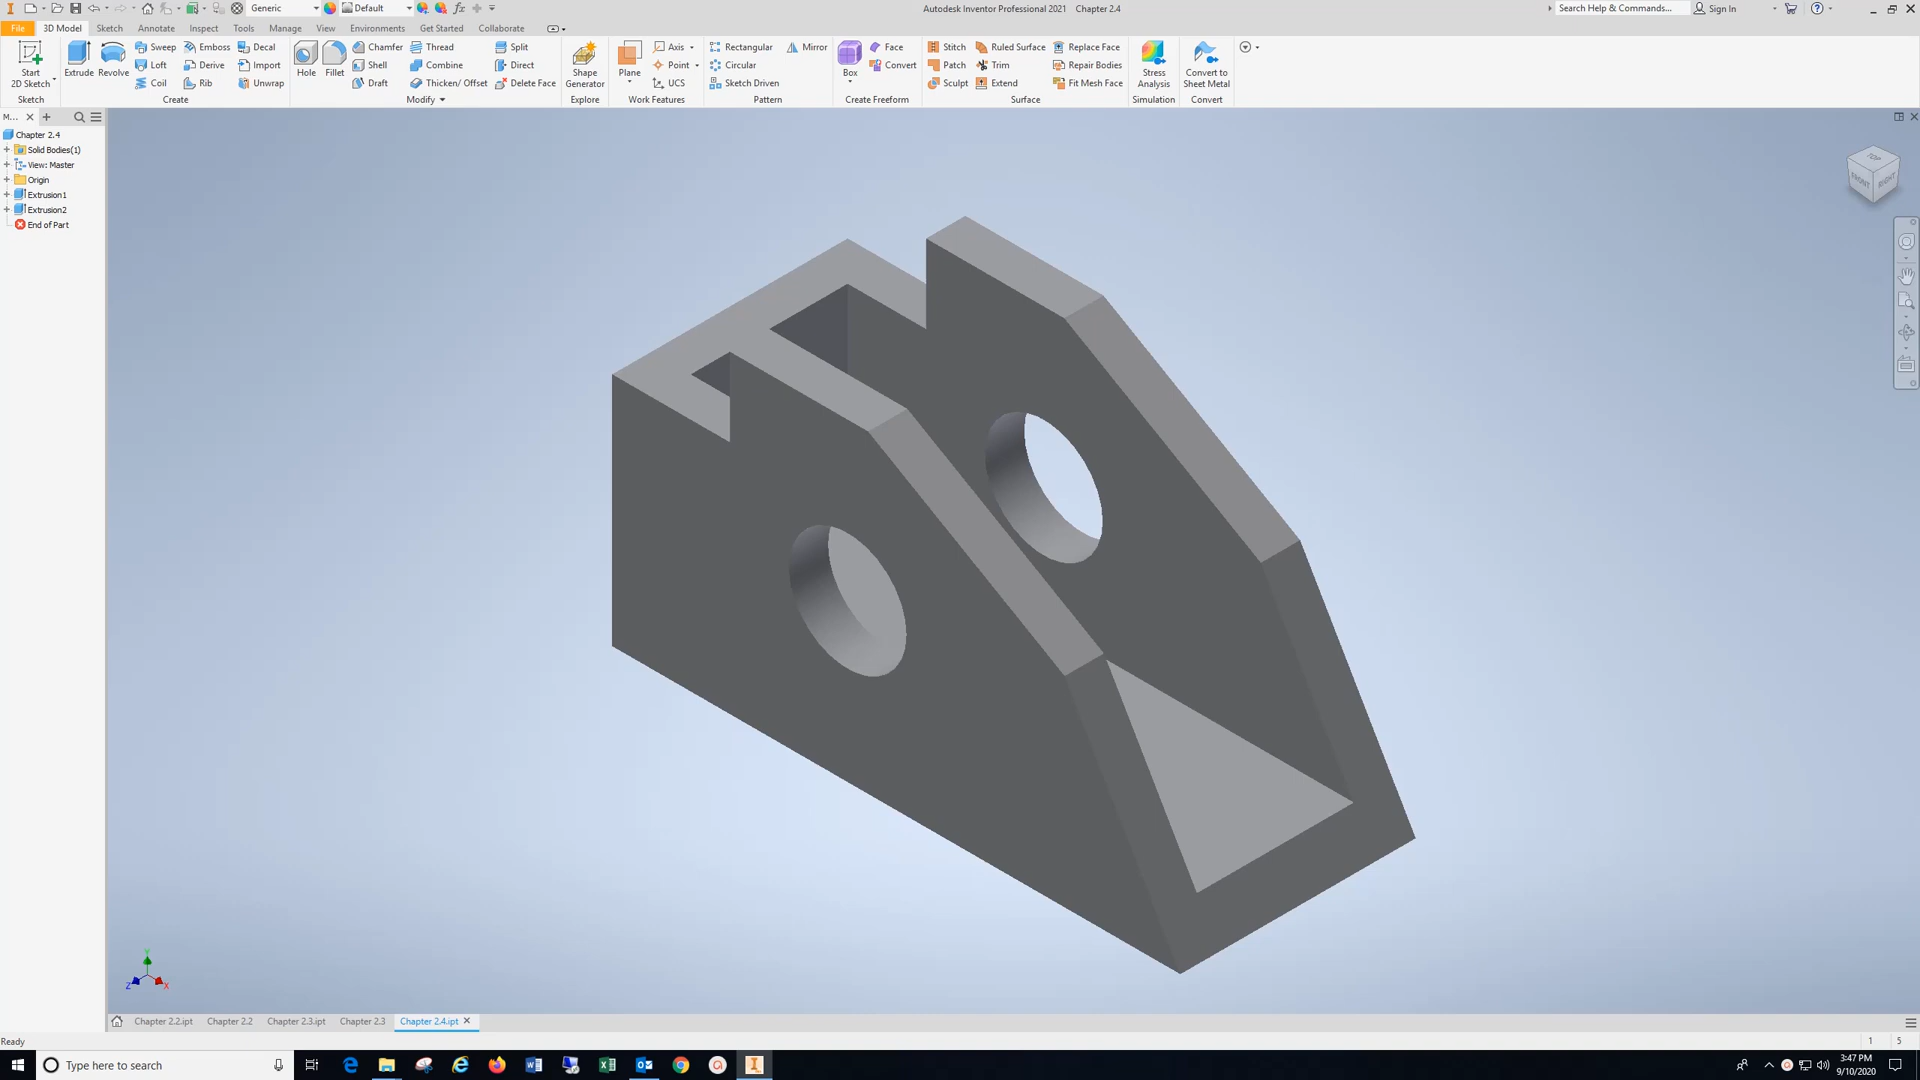 Generic Default Autodesk Inventor Professional 2021 Chapter 2.4 Search Help & Commands... Sign In
File 3D Model Sketch Annotate Inspect Tools Manage View Environments Get Started Collaborate
Sweep Emboss Decal Chamfer Thread Split Axis Rectangular Mirror Face Stitch Ruled Surface Replace Face
Start 2D Sketch Extrude Revolve Loft Derive Import Hole Fillet Shell Combine Direct Shape Generator Plane Point Circular Box Convert Patch Trim Repair Bodies Stress Analysis Convert to Sheet Metal
Coil Rib Unwrap Draft Thicken/ Offset Delete Face UCS Sketch Driven Sculpt Extend Fit Mesh Face
Sketch Create Modify Explore Work Features Pattern Create Freeform Surface Simulation Convert
M...
Chapter 2.4
Solid Bodies(1)
View: Master
Origin
Extrusion1
Extrusion2
End of Part
TOP
FRONT RIGHT
Y
Z X
Chapter 2.2.ipt Chapter 2.2 Chapter 2.3.ipt Chapter 2.3 Chapter 2.4.ipt
Ready 1 5
Type here to search 3:47 PM
9/10/2020